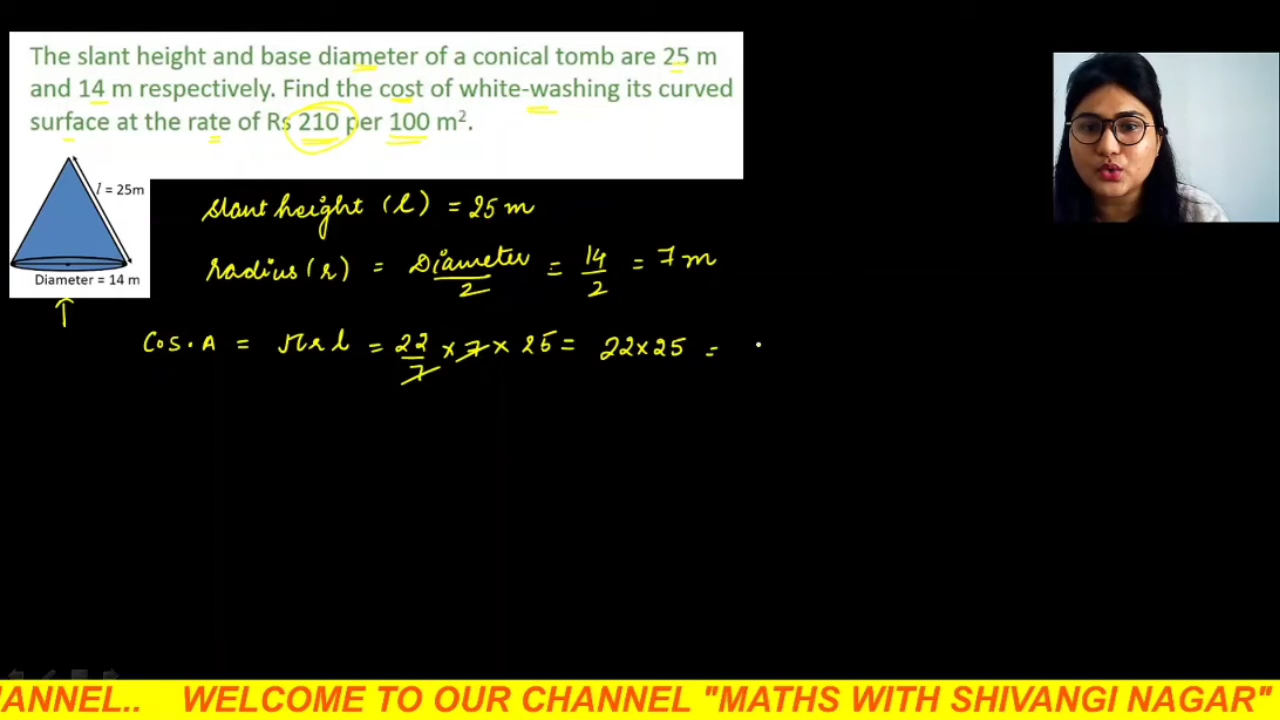 The slant height and base diameter of a conical tomb are 25 m
and 14 m respectively. Find the cost of white-washing its curved
surface at the rate of Rs 210 per 100 m².
l = 25m
Diameter = 14 m
Slant height (l) = 25 m
radius (r) = Diameter/2 = 14/2 = 7 m
COS.A = πrl = 22/7 × 7 × 25 = 22×25 =
HANNEL.. WELCOME TO OUR CHANNEL "MATHS WITH SHIVANGI NAGAR"